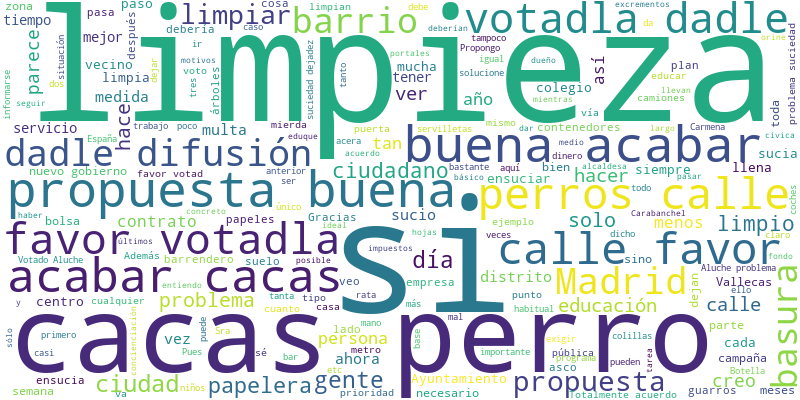 limpieza
si
cacas perro
votadla dadle
buena acabar
propuesta buena
perros calle
favor votadla
calle favor
acabar cacas
dadle difusión
Madrid
barrio
limpiar
propuesta
basura
ciudad
ciudadano
gente
papelera
problema
educación
hacer
hace
parece
persona
solo
limpio
creo
calle
día
ver
tan
así
año
mejor
medida
servicio
multa
contrato
distrito
menos
siempre
sucio
ahora
vez
centro
bolsa
vecino
limpia
tiempo
zona
pasa
paso
cosa
después
situación
debería
ir
caso
motivos
voto
tres
dos
dejar
árboles
informarse
seguir
limpian
debe
deberían
tampoco
Propongo
igual
solucione
mientras
mucha
tener
tanto
portales
dueño
excrementos
da
orine
educar
llevan
camiones
plan
colegio
vía
toda
problema suciedad
suciedad dejadez
España
trabajo
poco
mierda
eduque
puerta
servilletas
mismo
dar
contenedores
largo
Carmena
cívica
acera
acuerdo
medio
dinero
alcaldesa
sucia
nuevo gobierno
favor votad
anterior
ser
bastante
básico
aquí
bien
ensuciar
pasar
llena
todo
coches
haber
concreto
único
papeles
Gracias
ideal
hojas
ejemplo
veces
Carabanchel
dicho
claro
últimos
impuestos
sino
Vallecas
fondo
Votado Aluche
Además
barrendero
suelo
posible
veo
empresa
Aluche problema
ello
y
cualquier
entiendo
tanta
tipo
rata
más
punto
habitual
dejan
cuanto
casa
sólo
primero
concienciación
puede
Sra
lado
mano
base
mal
exigir
colillas
parte
cada
casi
Pues
sé
bar
metro
etc
importante
pública
programa
pueden
tarea
Botella
campaña
ensucia
semana
va
niños
prioridad
Ayuntamiento
necesario
asco
Totalmente acuerdo
guarros
meses